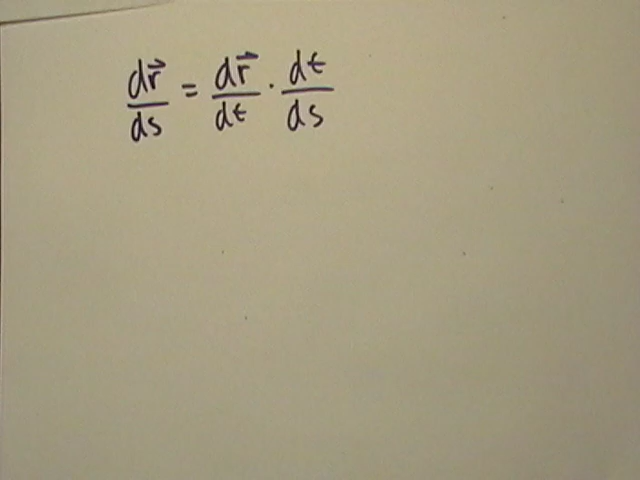 dr⃗/ds = dr⃗/dt · dt/ds